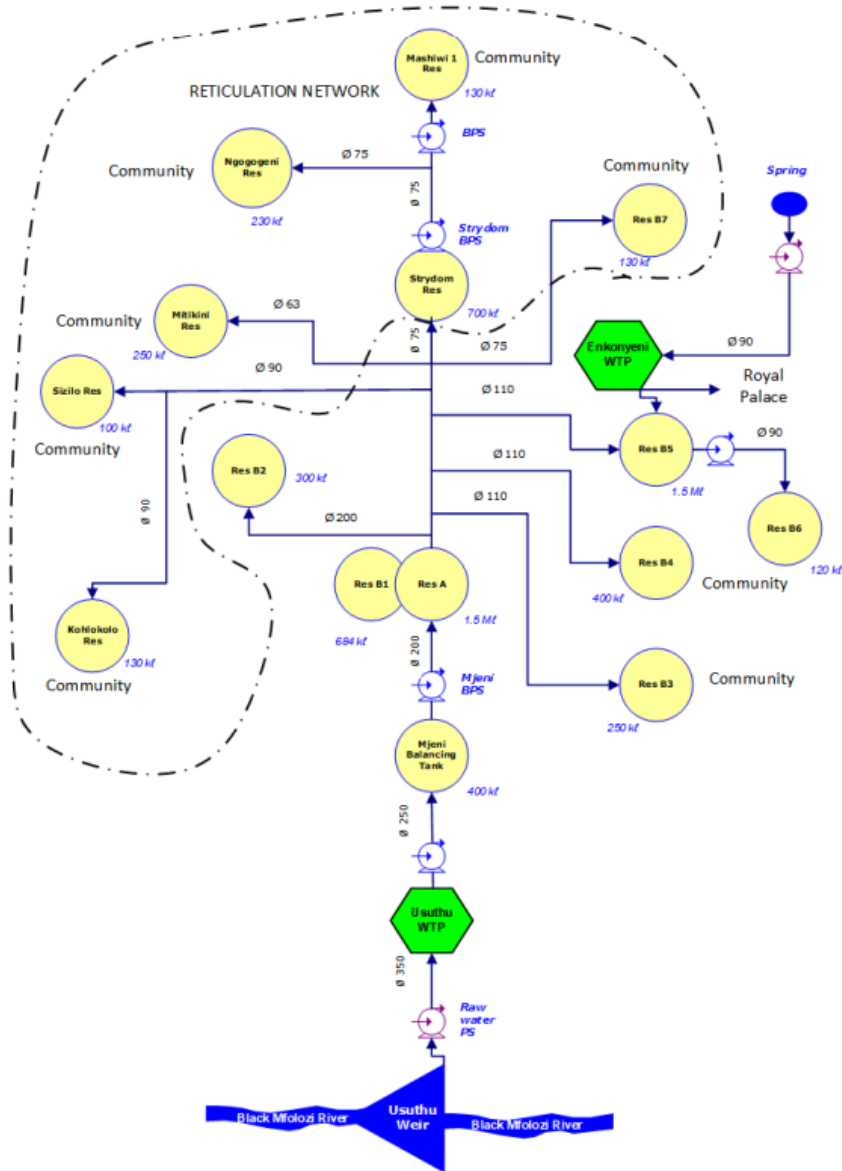 Mashiwi 1
Res
Community
130 kℓ
RETICULATION NETWORK
BPS
Ø 75
Community
Ngogogeni
Res
230 kℓ
Ø 75
Strydom
BPS
Community
Res B7
130 kℓ
Spring
Strydom
Res
700 kℓ
Community
Mitikini
Res
250 kℓ
Ø 63
Ø 75
Ø 75
Enkonyeni
WTP
Ø90
Royal
Palace
Sizilo Res
100 kℓ
Community
Ø 90
Ø 110
Res B5
1.5 Mℓ
Ø 90
Res B2
300 kℓ
Ø 110
Ø 110
Ø 90
Ø 200
Res B6
120 kℓ
Res B1
694 kℓ
Res A
1.5 Mℓ
Res B4
400 kℓ
Community
Kohlokolo
Res
130 kℓ
Community
Ø 200
Mjeni
BPS
Res B3
250 kℓ
Community
Mjeni
Balancing
Tank
400 kℓ
Ø 250
Usuthu
WTP
Ø 350
Raw
water
PS
Black Mfolozi River
Usuthu
Weir
Black Mfolozi River